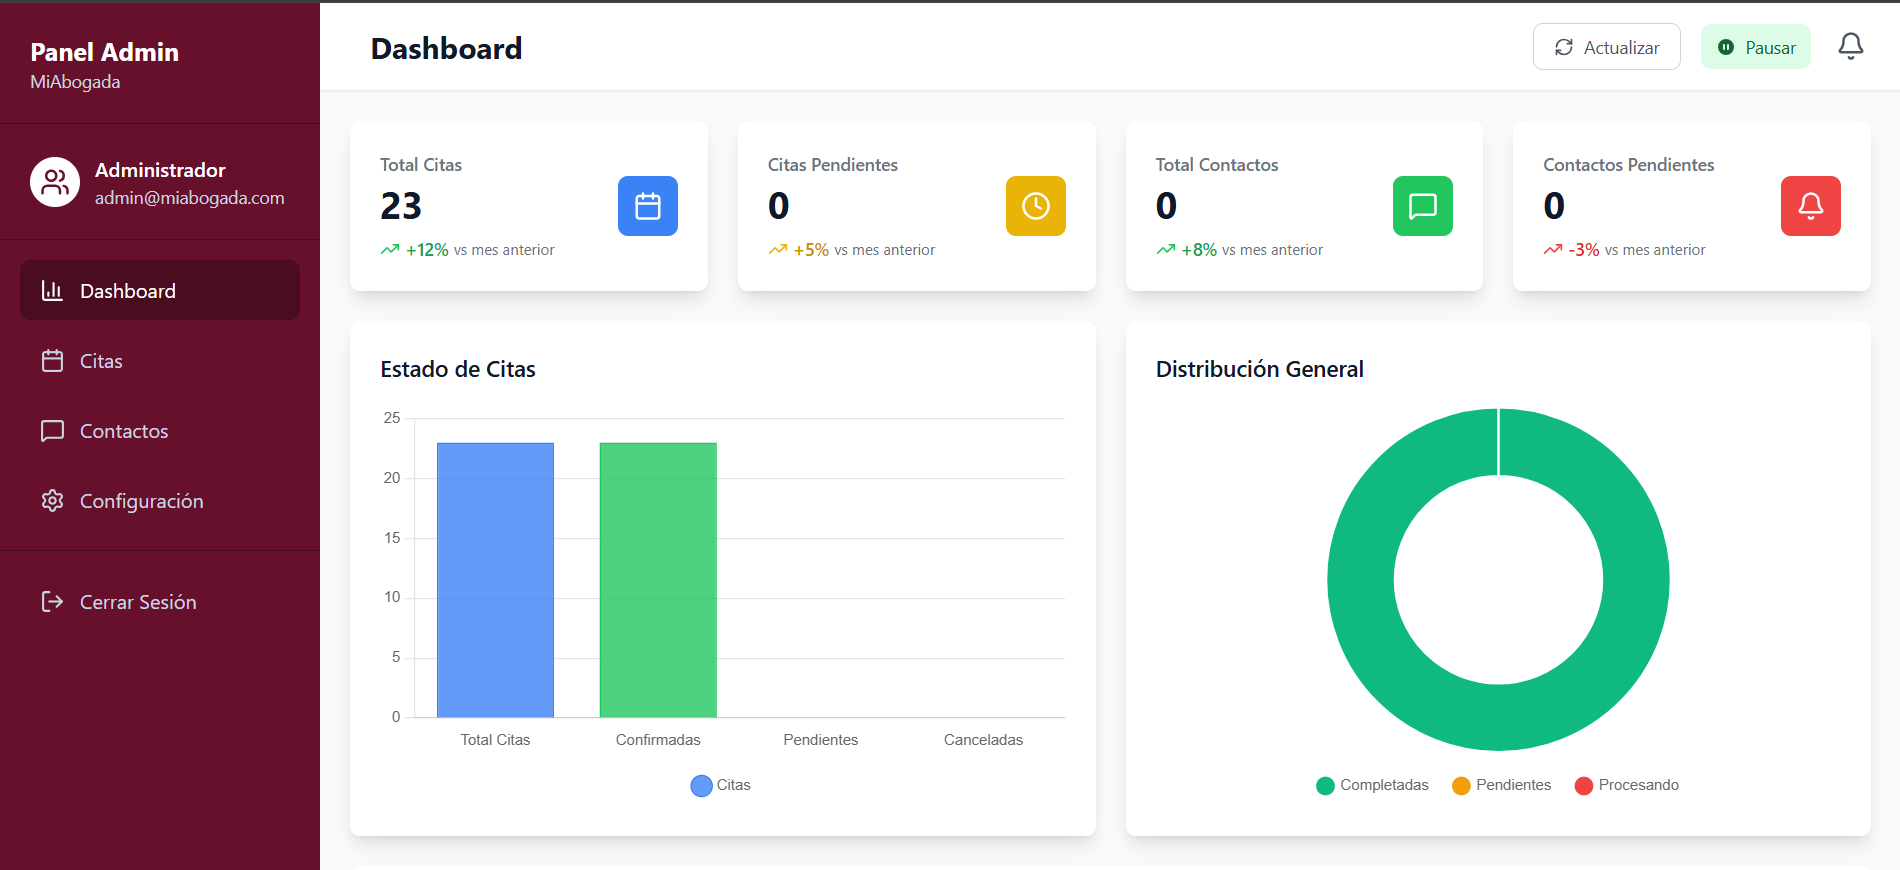 Panel Admin
MiAbogada
Administrador
admin@miabogada.com
Dashboard
Citas
Contactos
Configuración
Cerrar Sesión
Dashboard
Actualizar
Pausar
Total Citas
23
+12% vs mes anterior
Citas Pendientes
0
+5% vs mes anterior
Total Contactos
0
+8% vs mes anterior
Contactos Pendientes
0
-3% vs mes anterior
Estado de Citas
25
20
15
10
5
0
Total Citas
Confirmadas
Pendientes
Canceladas
Citas
Distribución General
Completadas
Pendientes
Procesando